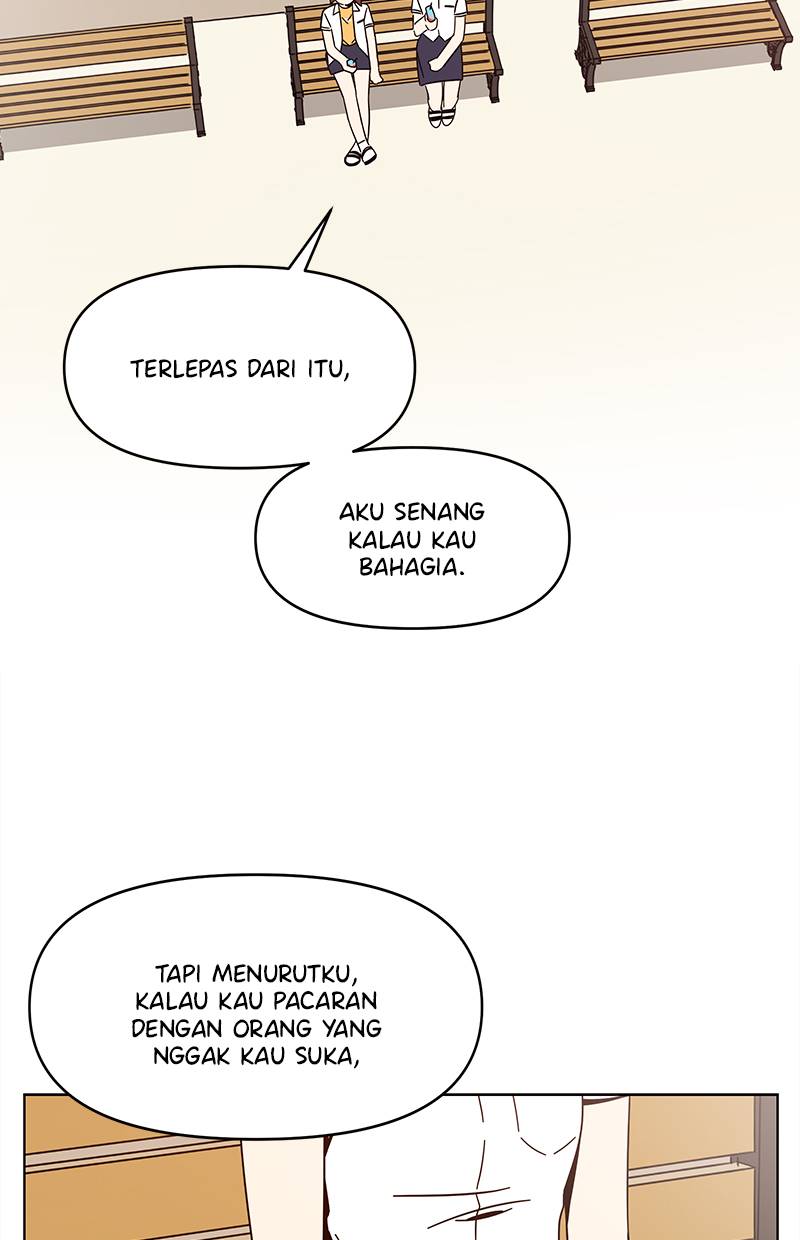 TERLEPAS DARI ITU,
AKU SENANG
KALAU KAU
BAHAGIA.
TAPI MENURUTKU,
KALAU KAU PACARAN
DENGAN ORANG YANG
NGGAK KAU SUKA,